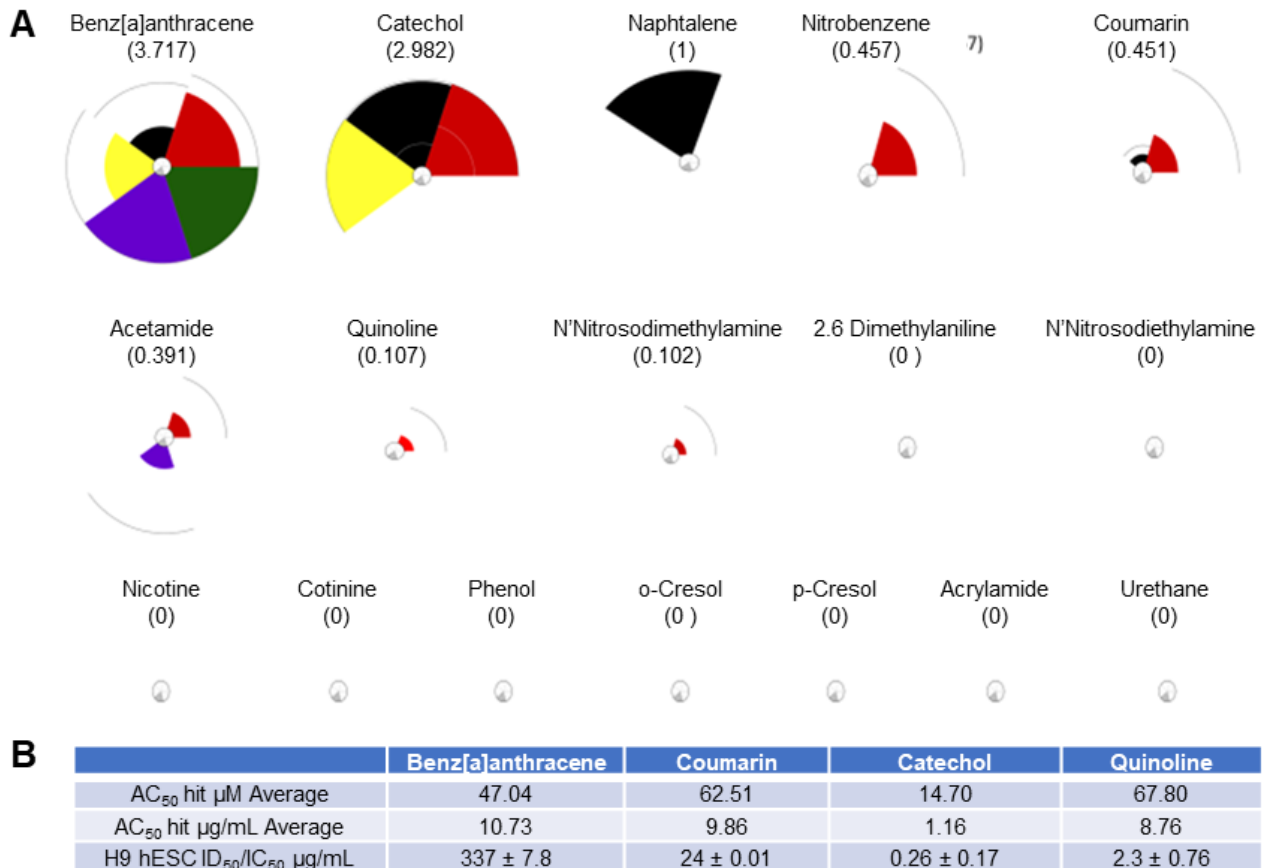 A
Benz[a]anthracene
(3.717)
Catechol
(2.982)
Naphtalene
(1)
Nitrobenzene
(0.457)
7)
Coumarin
(0.451)
Acetamide
(0.391)
Quinoline
(0.107)
N'Nitrosodimethylamine
(0.102)
2.6 Dimethylaniline
(0 )
N'Nitrosodiethylamine
(0)
Nicotine
(0)
Cotinine
(0)
Phenol
(0)
o-Cresol
(0 )
p-Cresol
(0)
Acrylamide
(0)
Urethane
(0)
B
Benz[a]anthracene Coumarin Catechol Quinoline
AC50 hit µM Average 47.04 62.51 14.70 67.80
AC50 hit µg/mL Average 10.73 9.86 1.16 8.76
H9 hESC ID50/IC50 µg/mL 337 ± 7.8 24 ± 0.01 0.26 ± 0.17 2.3 ± 0.76